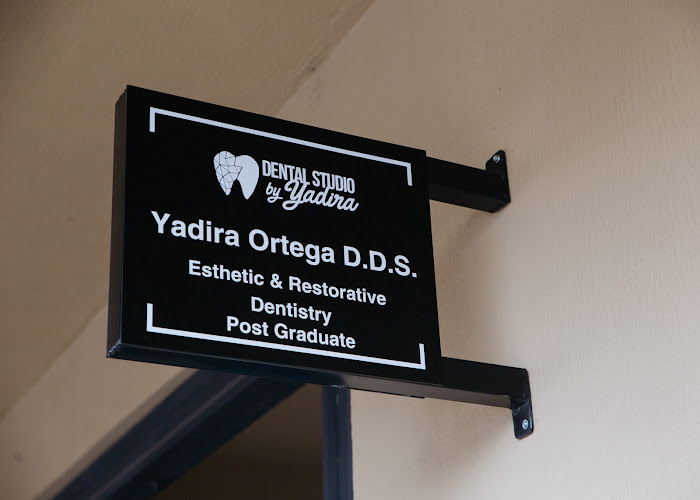 DENTAL STUDIO
by Yadira
Yadira Ortega D.D.S.
Esthetic & Restorative
Dentistry
Post Graduate